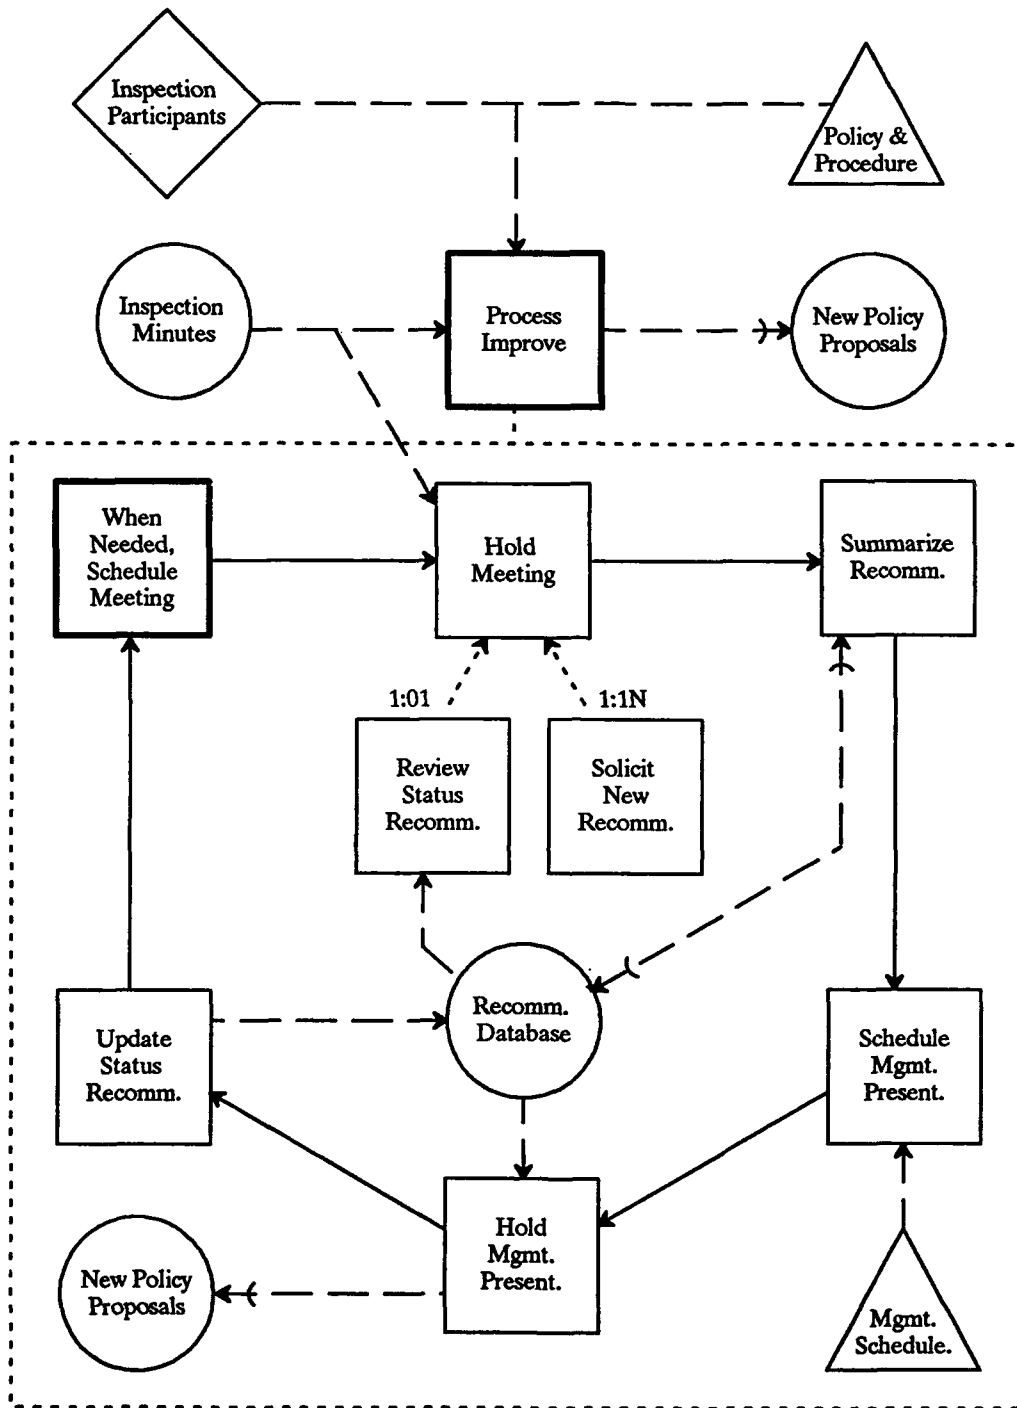 Inspection
Participants
Policy &
Procedure
Inspection
Minutes
Process
Improve
New Policy
Proposals
When
Needed,
Schedule
Meeting
Hold
Meeting
Summarize
Recomm.
1:01
1:1N
Review
Status
Recomm.
Solicit
New
Recomm.
Recomm.
Database
Update
Status
Recomm.
Schedule
Mgmt.
Present.
Hold
Mgmt.
Present.
New Policy
Proposals
Mgmt.
Schedule.